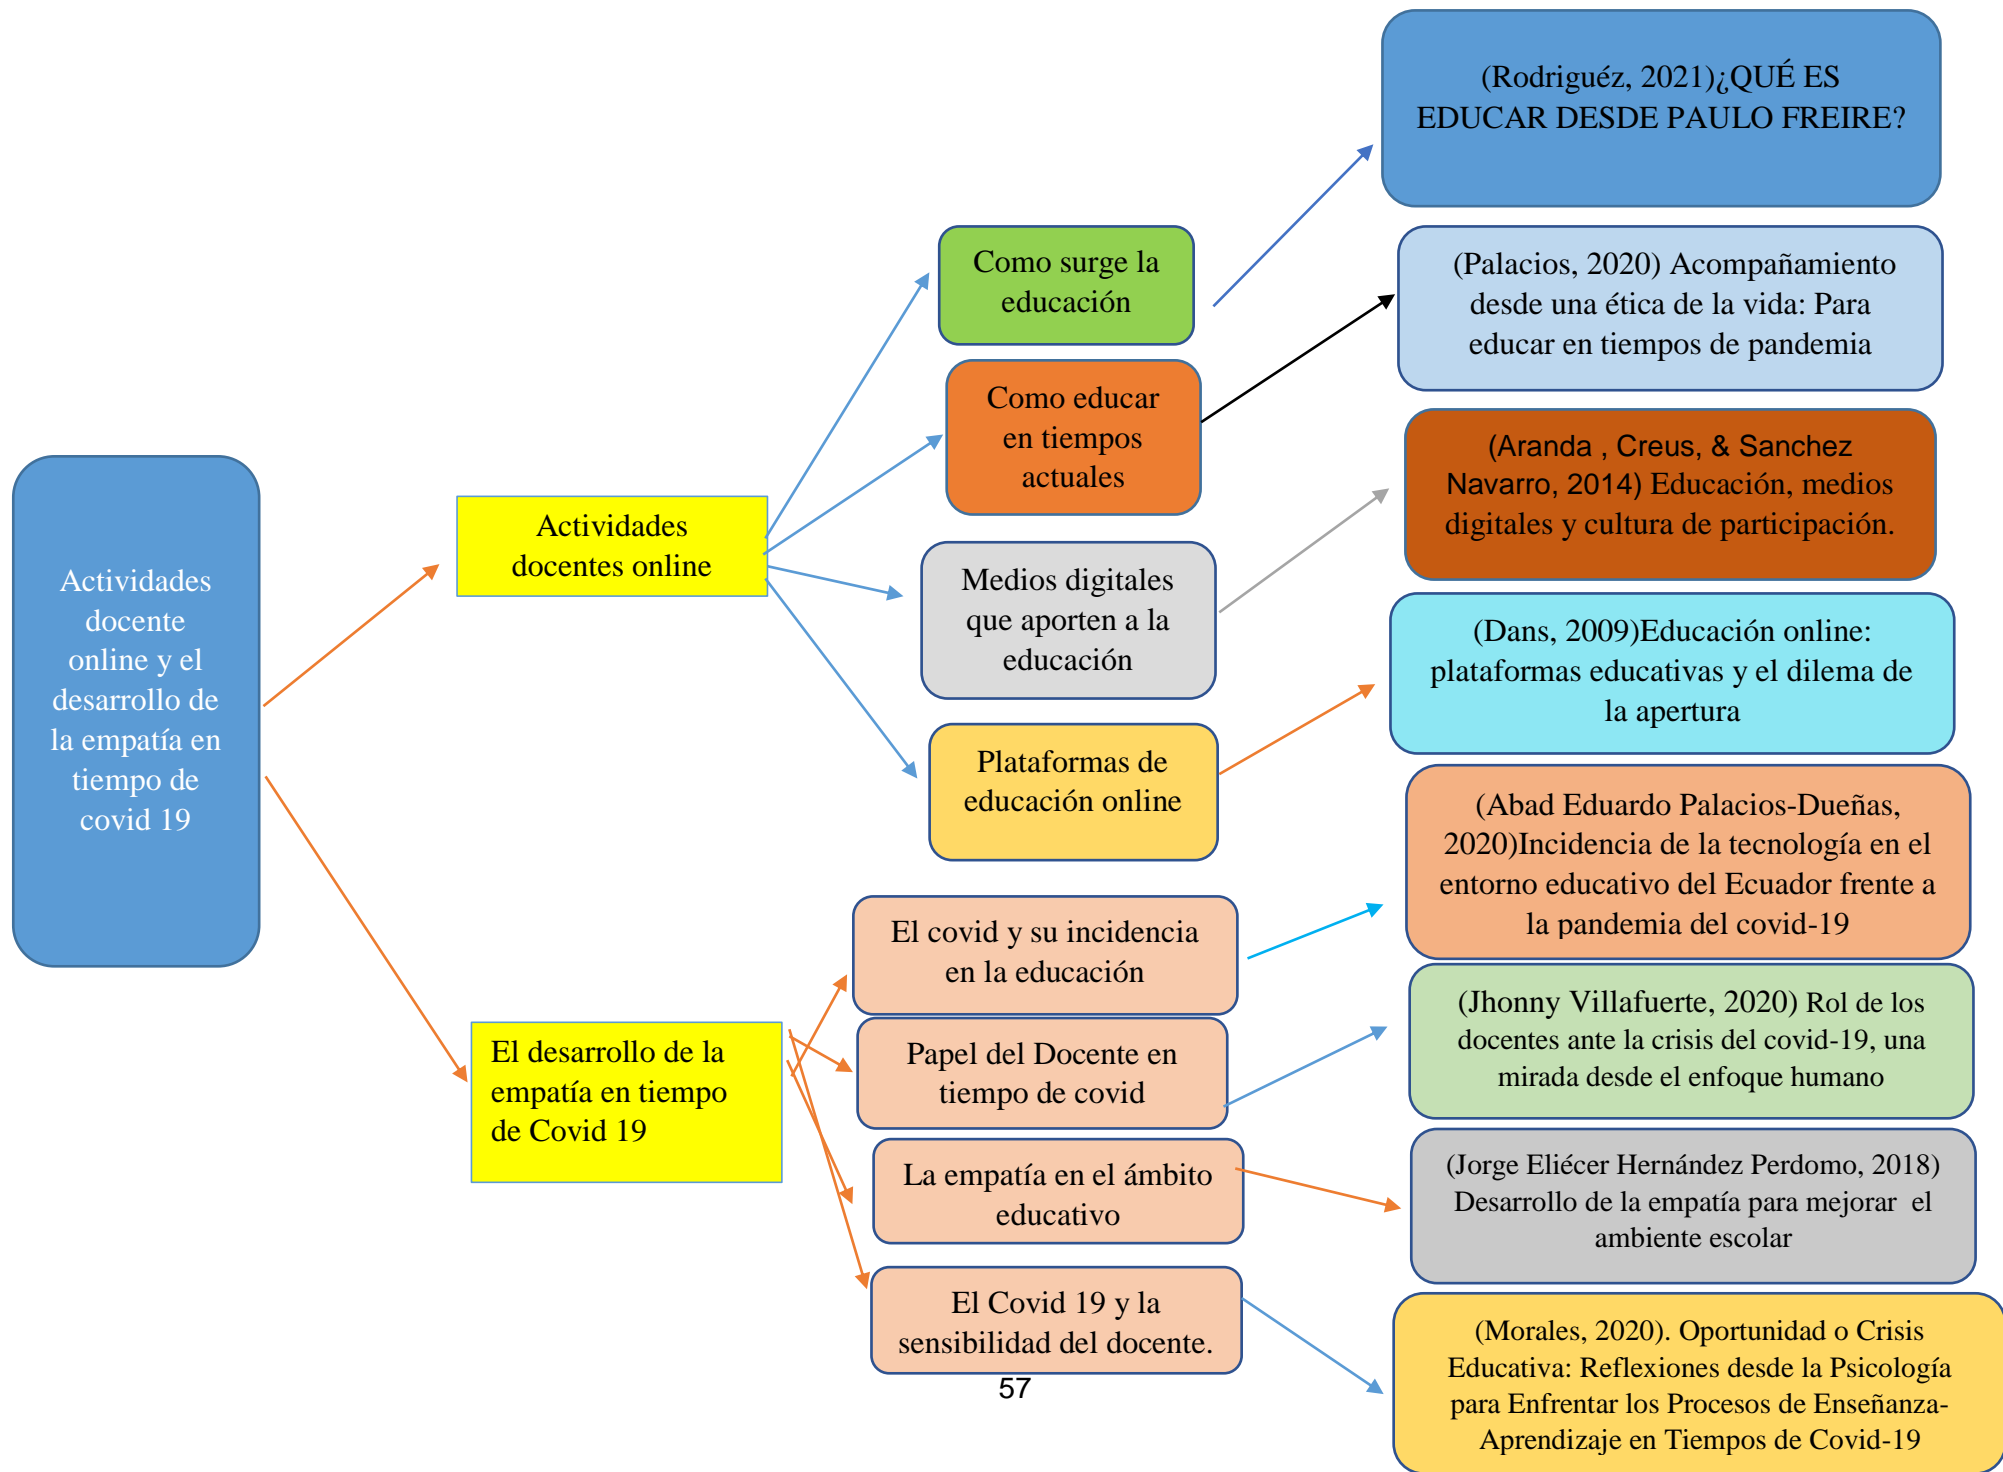 Actividades
docente
online y el
desarrollo de
la empatía en
tiempo de
covid 19
Actividades
docentes online
Como surge la
educación
Como educar
en tiempos
actuales
Medios digitales
que aporten a la
educación
Plataformas de
educación online
(Rodriguéz, 2021)¿QUÉ ES
EDUCAR DESDE PAULO FREIRE?
(Palacios, 2020) Acompañamiento
desde una ética de la vida: Para
educar en tiempos de pandemia
(Aranda , Creus, & Sanchez
Navarro, 2014) Educación, medios
digitales y cultura de participación.
(Dans, 2009)Educación online:
plataformas educativas y el dilema de
la apertura
El desarrollo de la
empatía en tiempo
de Covid 19
El covid y su incidencia
en la educación
Papel del Docente en
tiempo de covid
La empatía en el ámbito
educativo
El Covid 19 y la
sensibilidad del docente.
(Abad Eduardo Palacios-Dueñas,
2020)Incidencia de la tecnología en el
entorno educativo del Ecuador frente a
la pandemia del covid-19
(Jhonny Villafuerte, 2020) Rol de los
docentes ante la crisis del covid-19, una
mirada desde el enfoque humano
(Jorge Eliécer Hernández Perdomo, 2018)
Desarrollo de la empatía para mejorar  el
ambiente escolar
(Morales, 2020). Oportunidad o Crisis
Educativa: Reflexiones desde la Psicología
para Enfrentar los Procesos de Enseñanza-
Aprendizaje en Tiempos de Covid-19
57